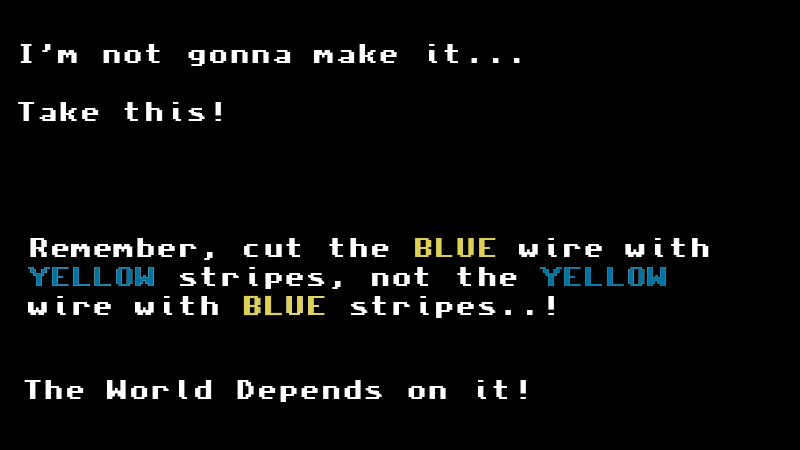 I'm not gonna make it...
Take this!
Remember, cut the BLUE wire with
YELLOW stripes, not the YELLOW
wire with BLUE stripes..!
The World Depends on it!